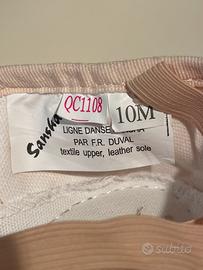 QC1108
10M
Sansha
LIGNE DANSE
PAR F.R. DUVAL
textile upper, leather sole
subito